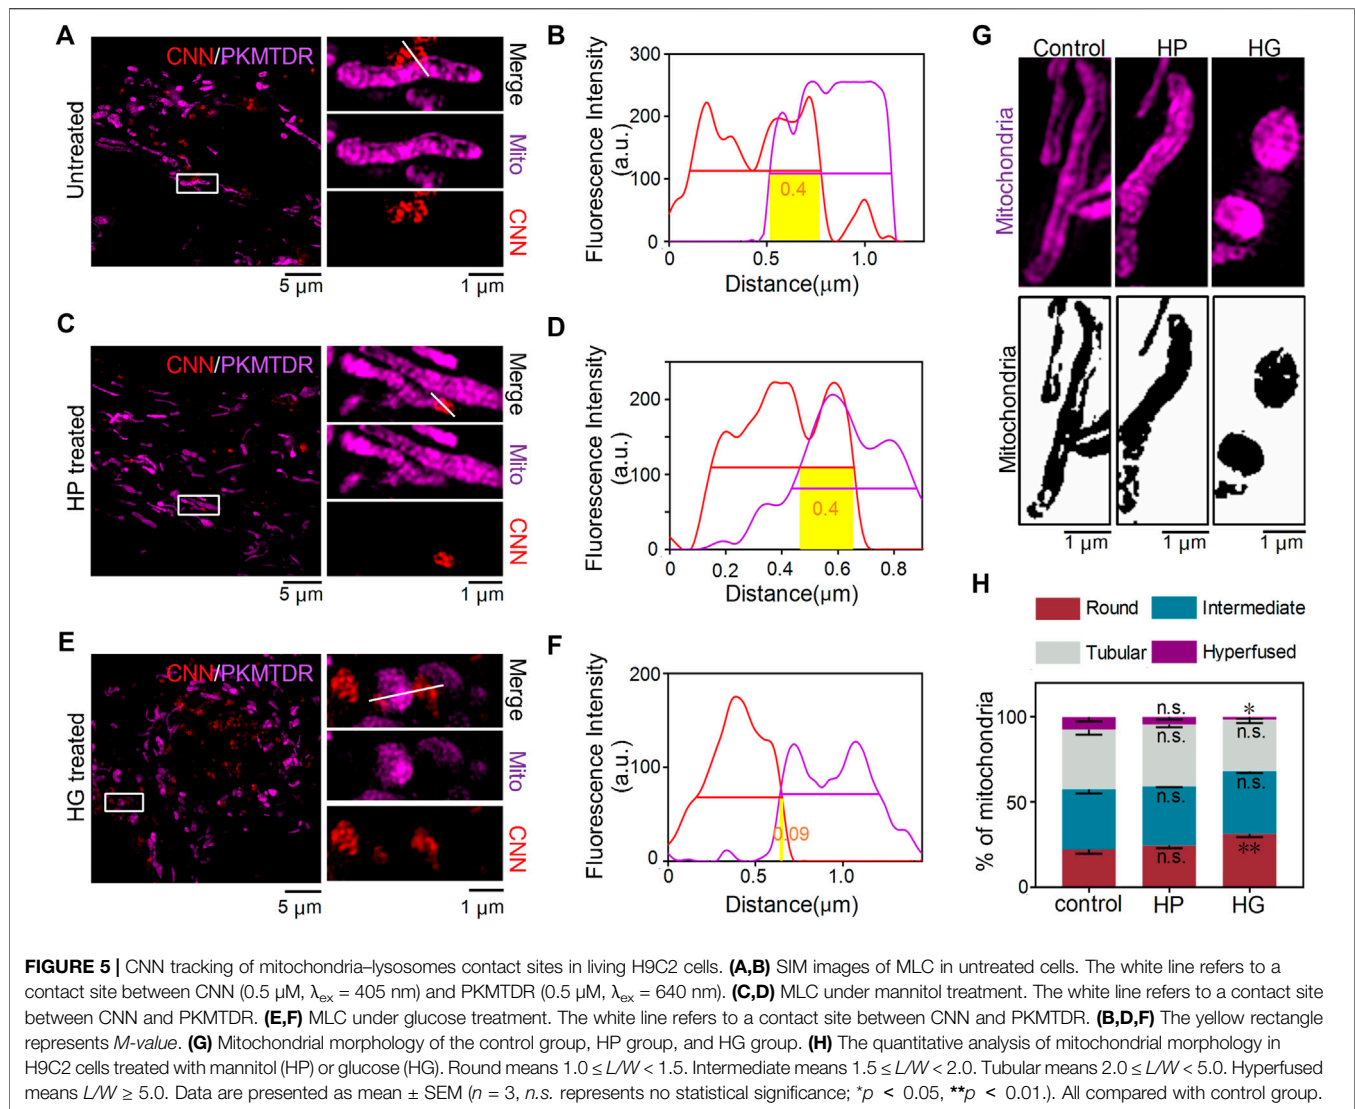 A
CNN/PKMTDR
Untreated
5 µm
Merge
Mito
CNN
1 µm
B
Fluorescence Intensity
(a.u.)
300
200
100
0
0.4
0
0.5
1.0
Distance(µm)
C
CNN/PKMTDR
HP treated
5 µm
Merge
Mito
CNN
1 µm
D
Fluorescence Intensity
(a.u.)
200
150
100
50
0
0.4
0
0.2
0.4
0.6
0.8
Distance(µm)
E
CNN/PKMTDR
HG treated
5 µm
Merge
Mito
CNN
1 µm
F
Fluorescence Intensity
(a.u.)
200
100
0
0.09
0
0.5
1.0
Distance(µm)
G
Control HP HG
Mitochondria
Mitochondria
1 µm 1 µm 1 µm
H
Round Intermediate
Tubular Hyperfused
% of mitochondria
100
50
0
n.s. *
n.s. n.s.
n.s. n.s.
n.s. **
control HP HG
FIGURE 5 | CNN tracking of mitochondria–lysosomes contact sites in living H9C2 cells. (A,B) SIM images of MLC in untreated cells. The white line refers to a
contact site between CNN (0.5 µM, λex = 405 nm) and PKMTDR (0.5 µM, λex = 640 nm). (C,D) MLC under mannitol treatment. The white line refers to a contact site
between CNN and PKMTDR. (E,F) MLC under glucose treatment. The white line refers to a contact site between CNN and PKMTDR. (B,D,F) The yellow rectangle
represents M-value. (G) Mitochondrial morphology of the control group, HP group, and HG group. (H) The quantitative analysis of mitochondrial morphology in
H9C2 cells treated with mannitol (HP) or glucose (HG). Round means 1.0 ≤ L/W < 1.5. Intermediate means 1.5 ≤ L/W < 2.0. Tubular means 2.0 ≤ L/W < 5.0. Hyperfused
means L/W ≥ 5.0. Data are presented as mean ± SEM (n = 3, n.s. represents no statistical significance; *p < 0.05, **p < 0.01.). All compared with control group.